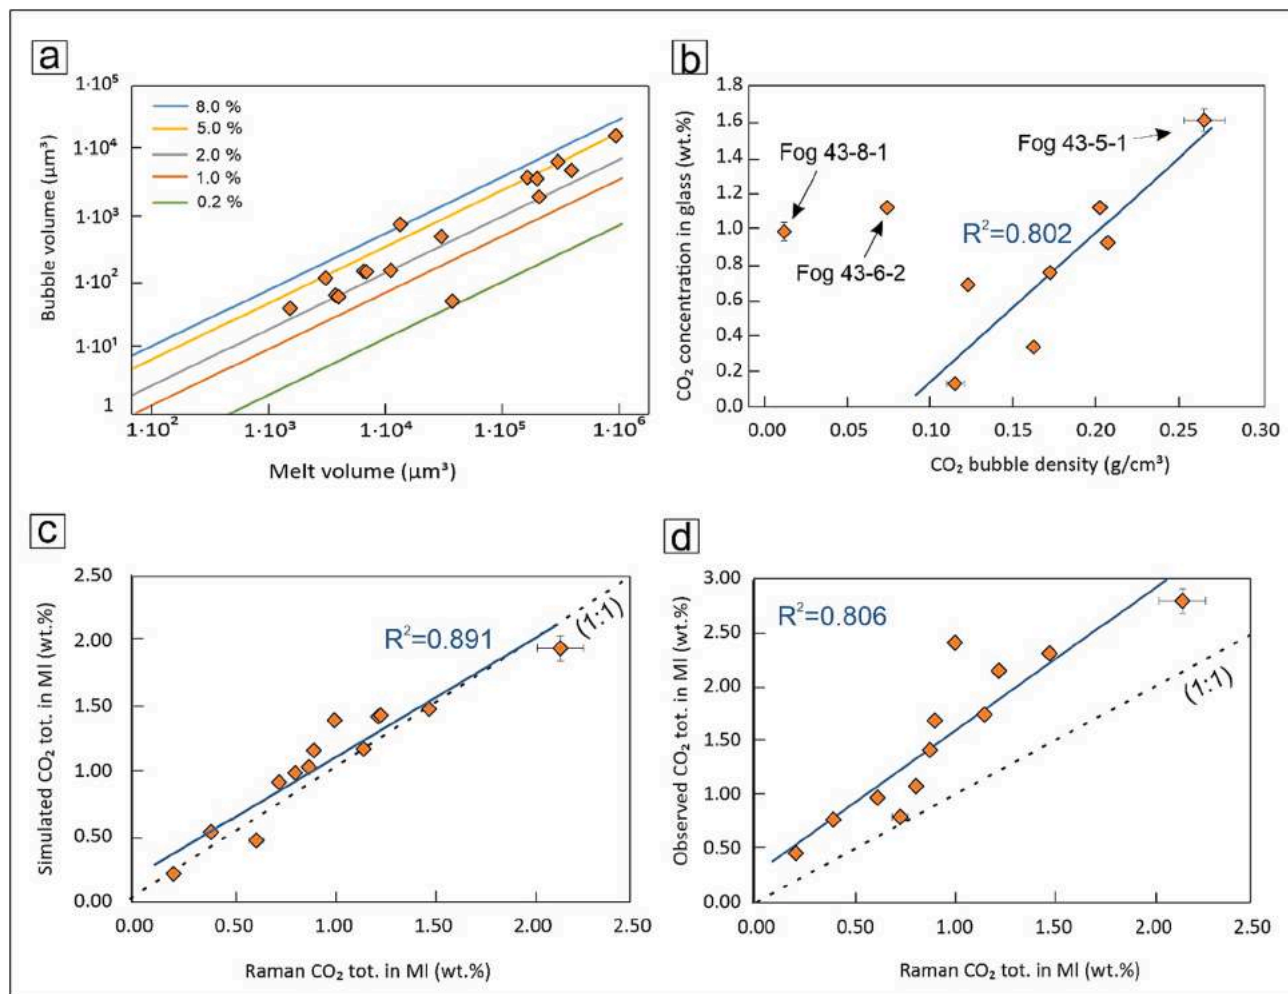 a
1·10⁵
1·10⁴
1·10³
1·10²
1·10¹
1
Bubble volume (µm³)
8.0 %
5.0 %
2.0 %
1.0 %
0.2 %
1·10² 1·10³ 1·10⁴ 1·10⁵ 1·10⁶
Melt volume (µm³)
b
1.8
1.6
1.4
1.2
1.0
0.8
0.6
0.4
0.2
0.0
CO₂ concentration in glass (wt.%)
Fog 43-8-1
Fog 43-5-1
Fog 43-6-2
R²=0.802
0.00 0.05 0.10 0.15 0.20 0.25 0.30
CO₂ bubble density (g/cm³)
c
2.50
2.00
1.50
1.00
0.50
0.00
Simulated CO₂ tot. in MI (wt.%)
R²=0.891
(1:1)
0.00 0.50 1.00 1.50 2.00 2.50
Raman CO₂ tot. in MI (wt.%)
d
3.00
2.50
2.00
1.50
1.00
0.50
0.00
Observed CO₂ tot. in MI (wt.%)
R²=0.806
(1:1)
0.00 0.50 1.00 1.50 2.00 2.50
Raman CO₂ tot. in MI (wt.%)